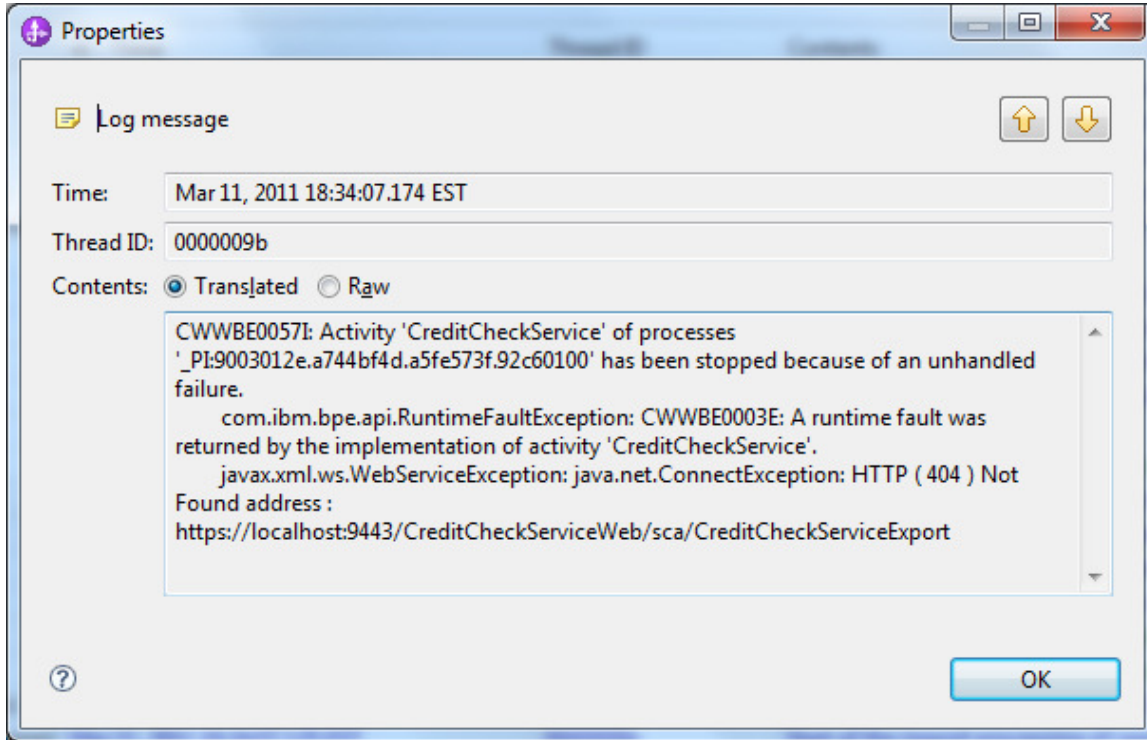 Properties
Thread ID Contents
Log message
Time: Mar 11, 2011 18:34:07.174 EST
Thread ID: 0000009b
Contents: Translated Raw
CWWBE0057I: Activity 'CreditCheckService' of processes
'_PI:9003012e.a744bf4d.a5fe573f.92c60100' has been stopped because of an unhandled
failure.
com.ibm.bpe.api.RuntimeFaultException: CWWBE0003E: A runtime fault was
returned by the implementation of activity 'CreditCheckService'.
javax.xml.ws.WebServiceException: java.net.ConnectException: HTTP ( 404 ) Not
Found address :
https://localhost:9443/CreditCheckServiceWeb/sca/CreditCheckServiceExport
OK